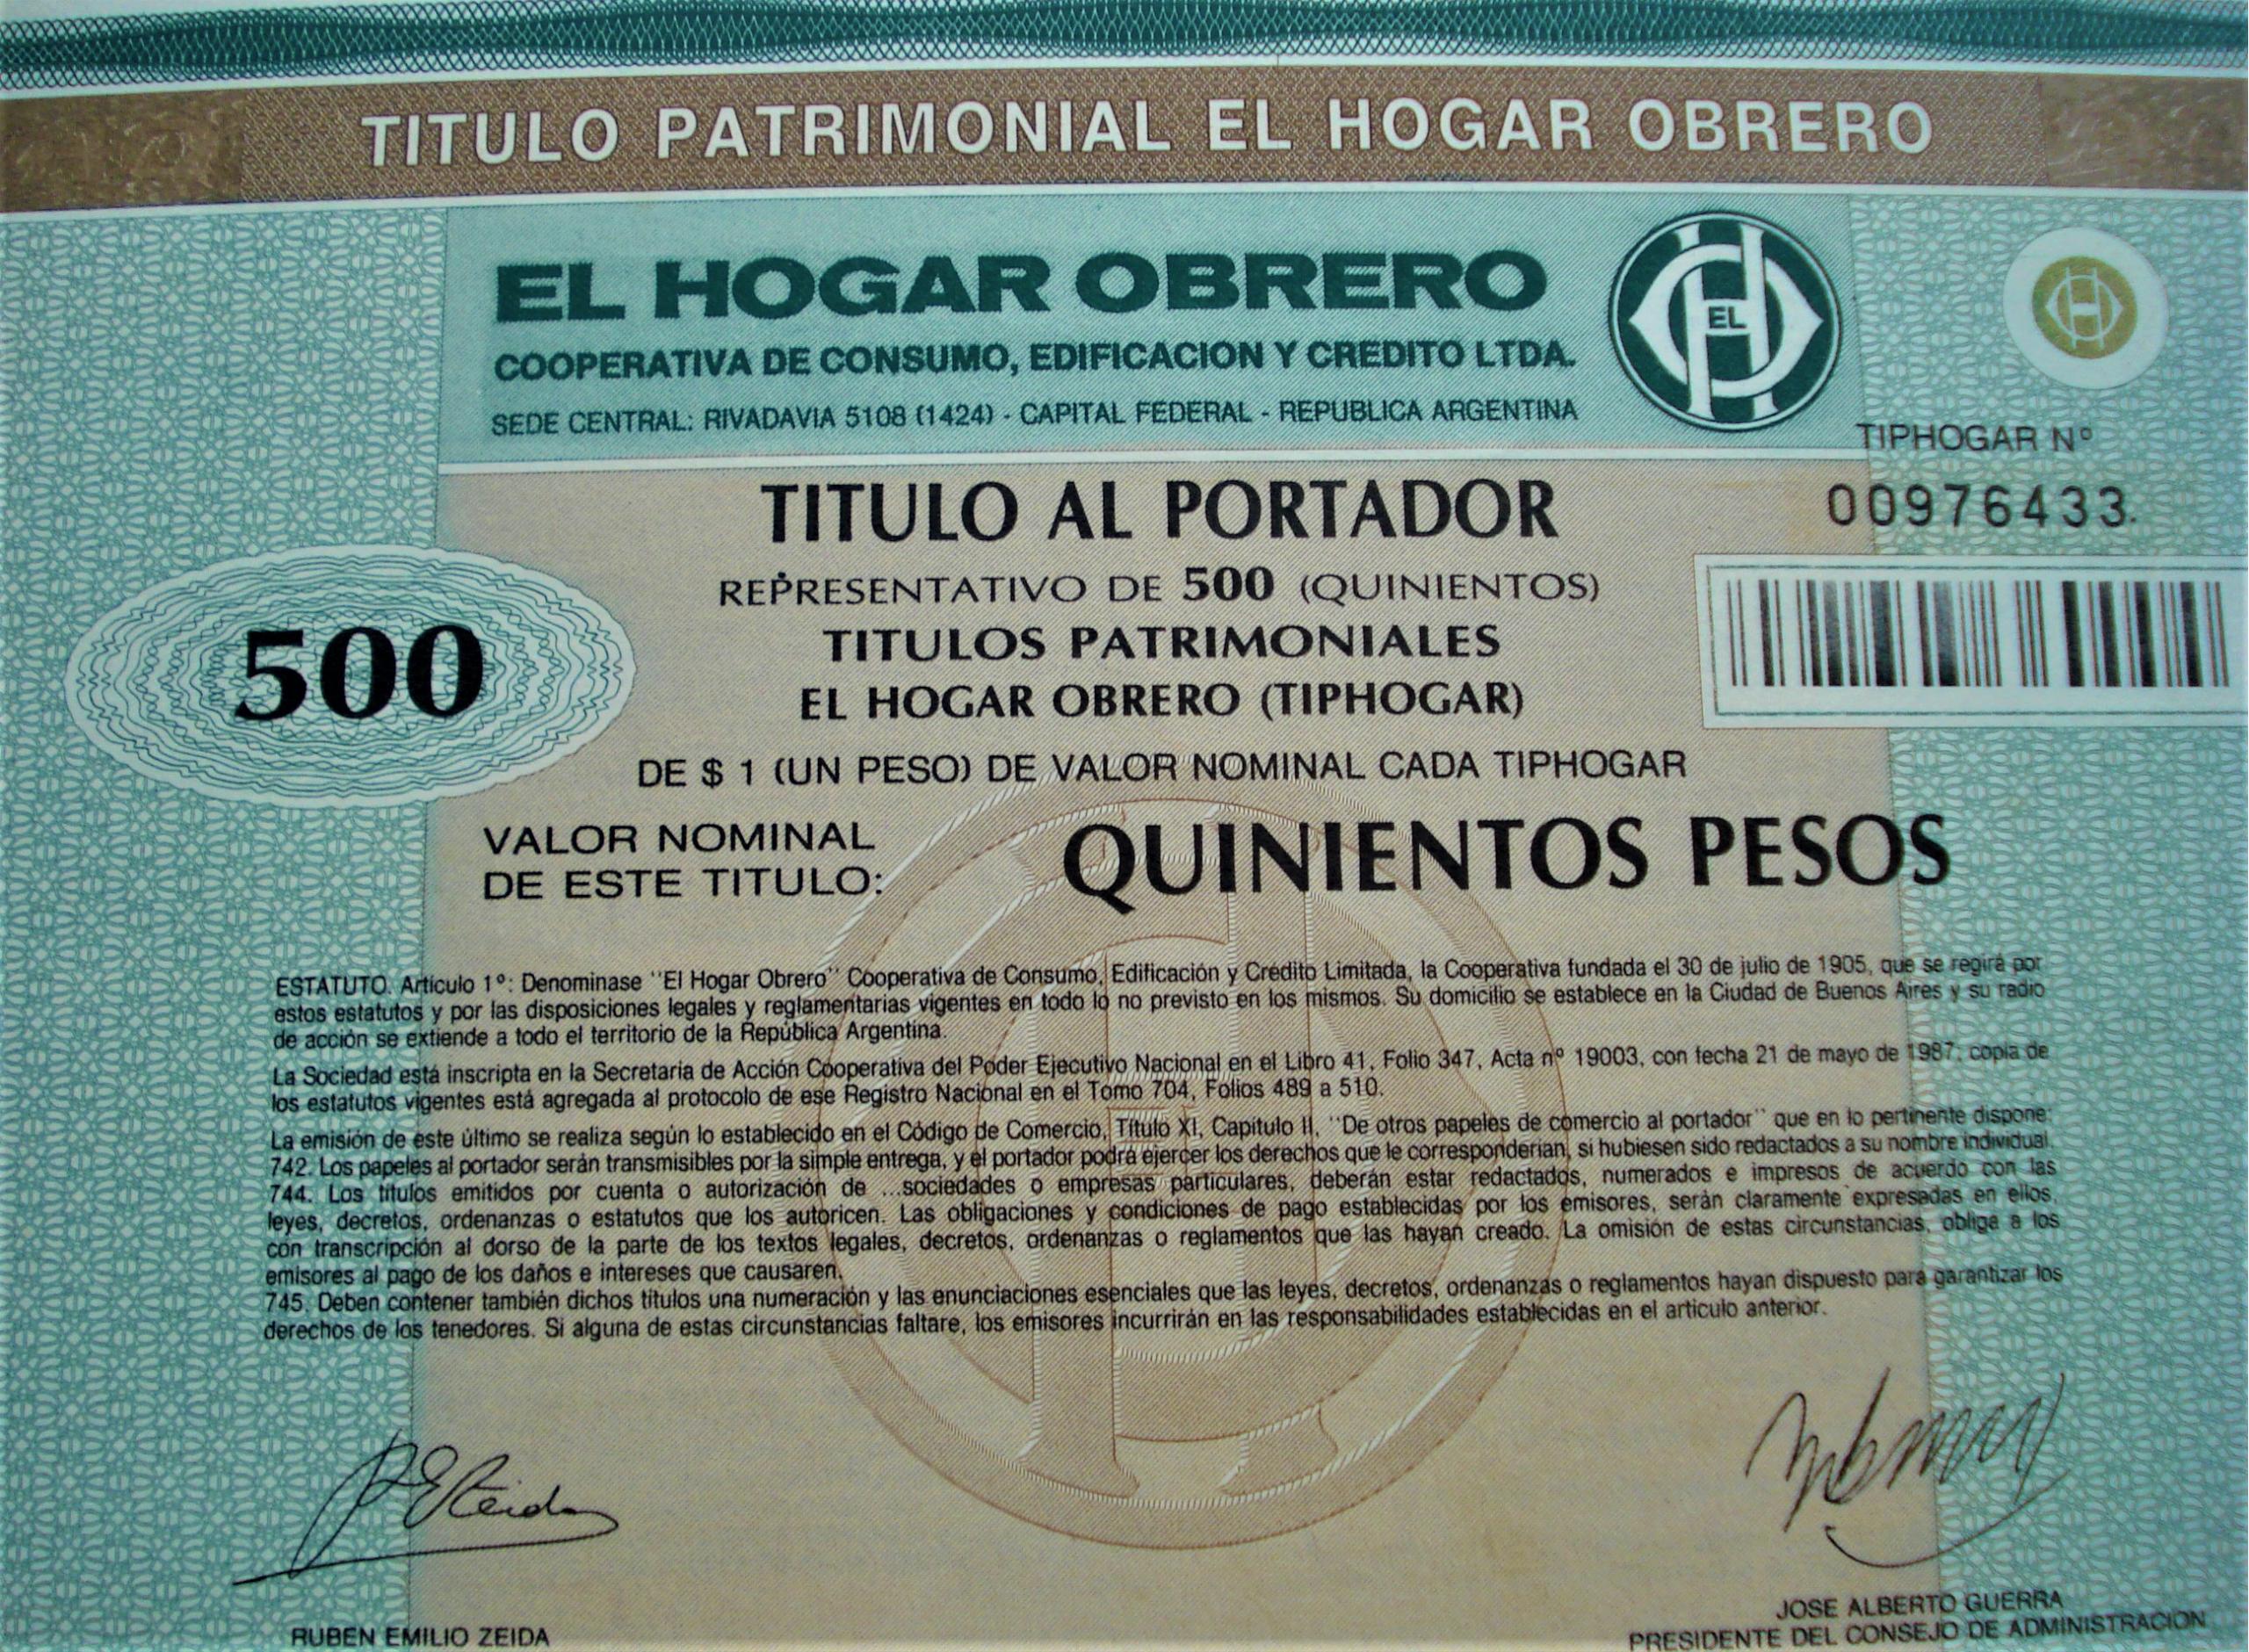 TITULO PATRIMONIAL EL HOGAR OBRERO
EL HOGAR OBRERO
COOPERATIVA DE CONSUMO, EDIFICACION Y CREDITO LTDA.
SEDE CENTRAL: RIVADAVIA 5108 (1424) - CAPITAL FEDERAL - REPUBLICA ARGENTINA
EL
TIPHOGAR Nº
00976433.
TITULO AL PORTADOR
REPRESENTATIVO DE 500 (QUINIENTOS)
TITULOS PATRIMONIALES
EL HOGAR OBRERO (TIPHOGAR)
500
DE $ 1 (UN PESO) DE VALOR NOMINAL CADA TIPHOGAR
VALOR NOMINAL
DE ESTE TITULO:
QUINIENTOS PESOS
ESTATUTO. Artículo 1º: Denominase "El Hogar Obrero" Cooperativa de Consumo, Edificación y Crédito Limitada, la Cooperativa fundada el 30 de julio de 1905, que se regirá por
estos estatutos y por las disposiciones legales y reglamentarias vigentes en todo lo no previsto en los mismos. Su domicilio se establece en la Ciudad de Buenos Aires y su radio
de acción se extiende a todo el territorio de la República Argentina.
La Sociedad está inscripta en la Secretaria de Acción Cooperativa del Poder Ejecutivo Nacional en el Libro 41, Folio 347, Acta nº 19003, con fecha 21 de mayo de 1987; copia de
los estatutos vigentes está agregada al protocolo de ese Registro Nacional en el Tomo 704, Folios 489 a 510.
La emisión de este último se realiza según lo establecido en el Código de Comercio, Título XI, Capítulo II, "De otros papeles de comercio al portador" que en lo pertinente dispone:
742. Los papeles al portador serán transmisibles por la simple entrega, y el portador podrá ejercer los derechos que le corresponderían, si hubiesen sido redactados a su nombre individual.
744. Los títulos emitidos por cuenta o autorización de ...sociedades o empresas particulares, deberán estar redactados, numerados e impresos de acuerdo con las
leyes, decretos, ordenanzas o estatutos que los autoricen. Las obligaciones y condiciones de pago establecidas por los emisores, serán claramente expresadas en ellos,
con transcripción al dorso de la parte de los textos legales, decretos, ordenanzas o reglamentos que las hayan creado. La omisión de estas circunstancias, oblige a los
emisores al pago de los daños e intereses que causaren.
745. Deben contener también dichos títulos una numeración y las enunciaciones esenciales que las leyes, decretos, ordenanzas o reglamentos hayan dispuesto para garantizar los
derechos de los tenedores. Si alguna de estas circunstancias faltare, los emisores incurrirán en las responsabilidades establecidas en el artículo anterior.
RUBEN EMILIO ZEIDA
JOSE ALBERTO GUERRA
PRESIDENTE DEL CONSEJO DE ADMINISTRACION